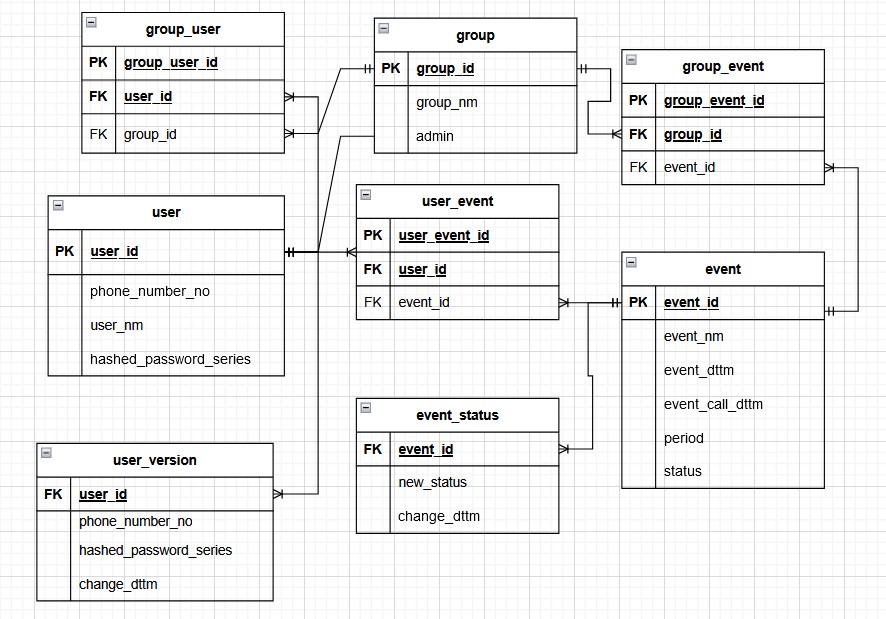 group_user
PK group_user_id
FK user_id
FK group_id
group
PK group_id
group_nm
admin
group_event
PK group_event_id
FK group_id
FK event_id
user
PK user_id
phone_number_no
user_nm
hashed_password_series
user_event
PK user_event_id
FK user_id
FK event_id
event
PK event_id
event_nm
event_dttm
event_call_dttm
period
status
event_status
FK event_id
new_status
change_dttm
user_version
FK user_id
phone_number_no
hashed_password_series
change_dttm